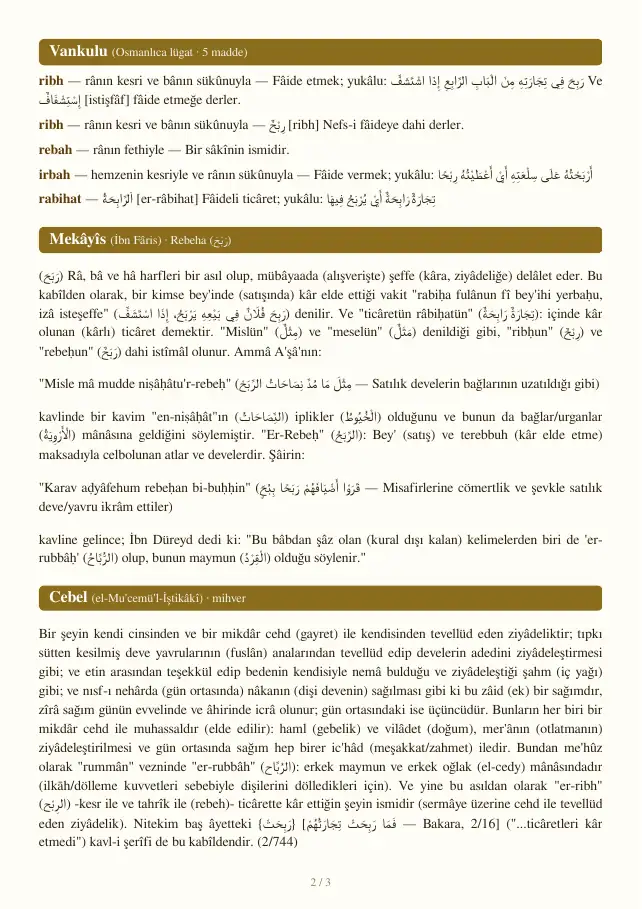 Vankulu (Osmanlıca lügat · 5 madde)
ribh — rânın kesri ve bânın sükûnuyla — Fâide etmek; yukâlu: رَبِحَ فِى تِجَارَتِهِ مِنَ الْبَابِ الرَّابِعِ إِذَا اشْتَشَفَّ Ve
إِسْتِشْفَافٌ [istişfâf] fâide etmeğe derler.
ribh — rânın kesri ve bânın sükûnuyla — رِبْحٌ [ribh] Nefs-i fâideye dahi derler.
rebah — rânın fethiyle — Bir sâkînin ismidir.
irbah — hemzenin kesriyle ve rânın sükûnuyla — Fâide vermek; yukâlu: أَرْبَحْتُهُ عَلَى سِلْعَتِهِ أَيْ أَعْطَيْتُهُ رِبْحًا
rabihat — اَلرَّابِحَةُ [er-râbihat] Fâideli ticâret; yukâlu: تِجَارَةٌ رَابِحَةٌ أَيْ يُرْبَحُ فِيهَا
Mekâyîs (İbn Fâris) · Rebeha (رَبَحَ)
(رَبَحَ) Râ, bâ ve hâ harfleri bir asıl olup, mübâyaada (alışverişte) şeffe (kâra, ziyâdeliğe) delâlet eder. Bu
kabîlden olarak, bir kimse bey'inde (satışında) kâr elde ettiği vakit "rabiḥa fulânun fî bey'ihi yerbaḥu,
izâ isteşeffe" (رَبِحَ فُلَانٌ فِى بَيْعِهِ يَرْبَحُ، إِذَا اسْتَشَفَّ) denilir. Ve "ticâretün râbiḥatün" (تِجَارَةٌ رَابِحَةٌ): içinde kâr
olunan (kârlı) ticâret demektir. "Mislün" (مِثْلٌ) ve "meselün" (مَثَلٌ) denildiği gibi, "ribḥun" (رِبْحٌ) ve
"rebeḥun" (رَبَحٌ) dahi istîmâl olunur. Ammâ A'şâ'nın:
"Misle mâ mudde niṣâḥâtu'r-rebeḥ" (مِثْلَ مَا مُدَّ نِصَاحَاتُ الرَّبَحْ — Satılık develerin bağlarının uzatıldığı gibi)
kavlinde bir kavim "en-niṣâḥât"ın (النِّصَاحَاتُ) iplikler (الْخُيُوطُ) olduğunu ve bunun da bağlar/urganlar
(الْأَرْوِيَةُ) mânâsına geldiğini söylemiştir. "Er-Rebeḥ" (الرَّبَحُ): Bey' (satış) ve terebbuh (kâr elde etme)
maksadıyla celbolunan atlar ve develerdir. Şâirin:
"Karav aḍyâfehum rebeḥan bi-buḥḥin" (قَرَوْا أَضْيَافَهُمْ رَبَحًا بِبُحٍّ — Misafirlerine cömertlik ve şevkle satılık
deve/yavru ikrâm ettiler)
kavline gelince; İbn Düreyd dedi ki: "Bu bâbdan şâz olan (kural dışı kalan) kelimelerden biri de 'er-
rubbâḥ' (الرُّبَّاحُ) olup, bunun maymun (الْقِرْدُ) olduğu söylenir."
Cebel (el-Mu'cemü'l-İştikâkî) · mihver
Bir şeyin kendi cinsinden ve bir mikdâr cehd (gayret) ile kendisinden tevellüd eden ziyâdeliktir; tıpkı
sütten kesilmiş deve yavrularının (fuslân) analarından tevellüd edip develerin adedini ziyâdeleştirmesi
gibi; ve etin arasından teşekkül edip bedenin kendisiyle nemâ bulduğu ve ziyâdeleştiği şahm (iç yağı)
gibi; ve nısf-ı nehârda (gün ortasında) nâkanın (dişi devenin) sağılması gibi ki bu zâid (ek) bir sağımdır,
zîrâ sağım günün evvelinde ve âhirinde icrâ olunur; gün ortasındaki ise üçüncüdür. Bunların her biri bir
mikdâr cehd ile muhassaldır (elde edilir): haml (gebelik) ve vilâdet (doğum), mer'ânın (otlatmanın)
ziyâdeleştirilmesi ve gün ortasında sağım hep birer ic'hâd (meşakkat/zahmet) iledir. Bundan me'hûz
olarak "rummân" vezninde "er-rubbâh" (الرُّبَّاح): erkek maymun ve erkek oğlak (el-cedy) mânâsınadır
(ilkāh/dölleme kuvvetleri sebebiyle dişilerini dölledikleri için). Ve yine bu asıldan olarak "er-ribh"
(الرِبْح) -kesr ile ve tahrîk ile (rebeh)- ticârette kâr ettiğin şeyin ismidir (sermâye üzerine cehd ile tevellüd
eden ziyâdelik). Nitekim baş âyetteki {رَبِحَتْ} [فَمَا رَبِحَتْ تِجَارَتُهُمْ — Bakara, 2/16] ("...ticâretleri kâr
etmedi") kavl-i şerîfi de bu kabîldendir. (2/744)
2 / 3